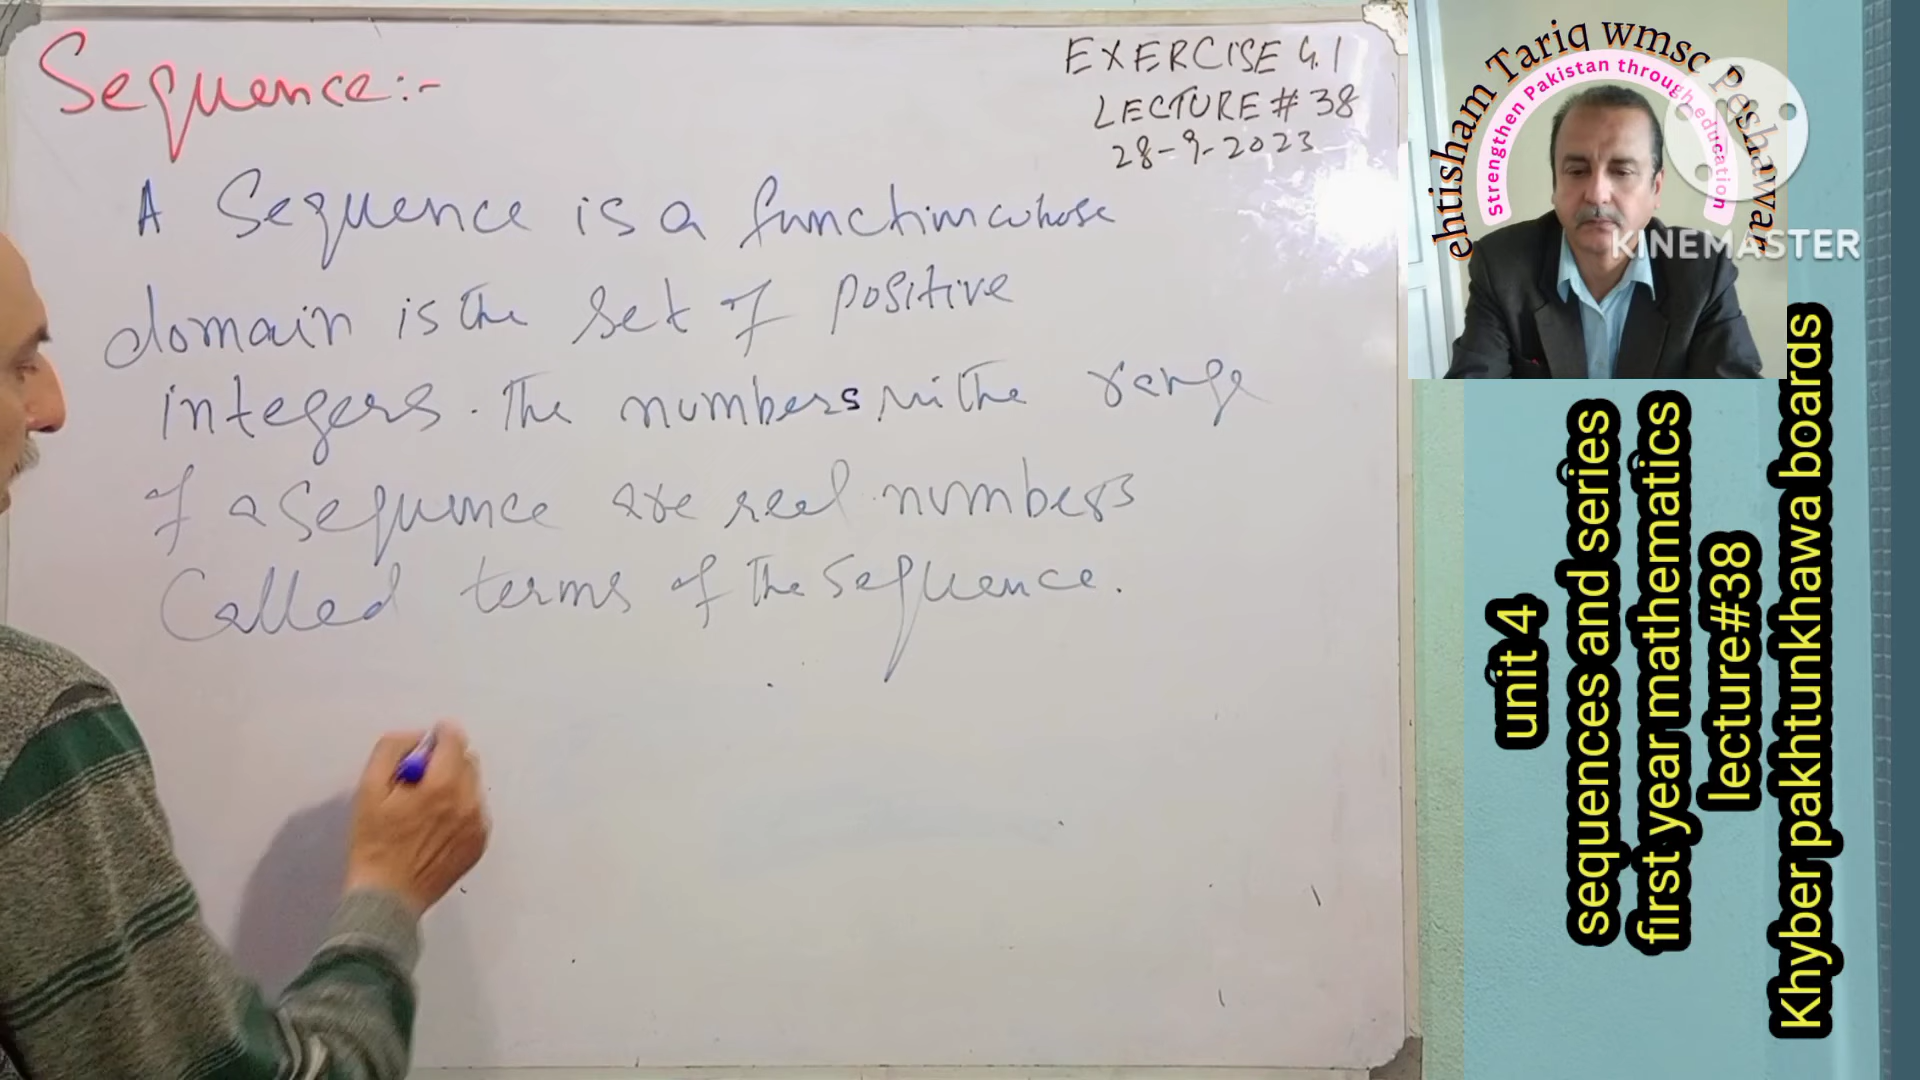 Sequence:-
EXERCISE 4.1
LECTURE # 38
28-9-2023
A Sequence is a function whose
domain is the set of positive
integers. The numbers in the range
of a sequence are real numbers
Called terms of the sequence.
ehtisham Tariq wmsc Peshawar
Strengthen Pakistan through education
KINEMASTER
unit 4
sequences and series
first year mathematics
lecture#38
Khyber pakhtunkhawa boards